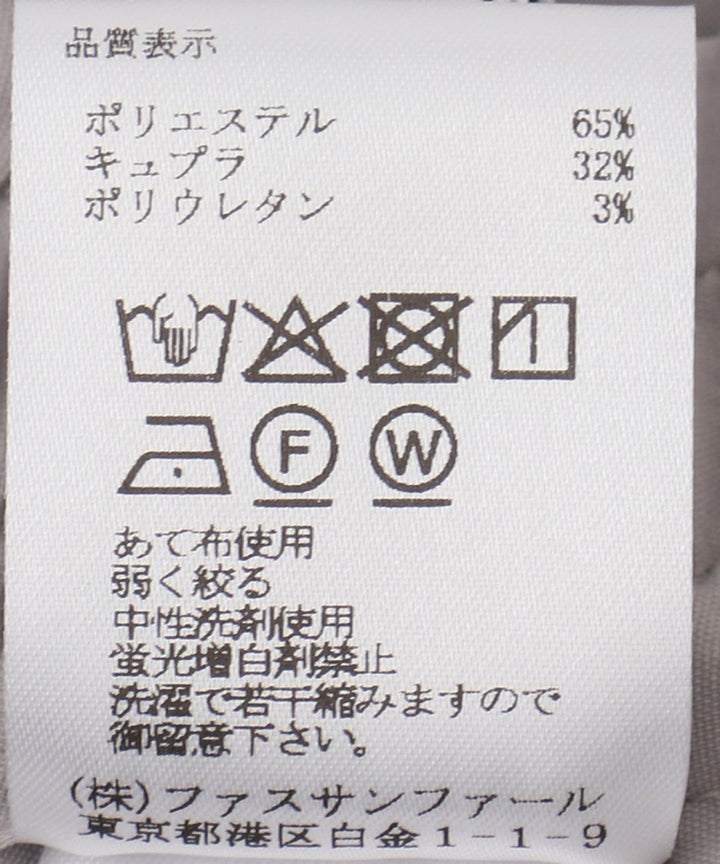 品質表示
ポリエステル 65%
キュプラ 32%
ポリウレタン 3%
F W
あて布使用
弱く絞る
中性洗剤使用
蛍光増白剤禁止
洗濯で若干縮みますので
御留意下さい。
(株)ファスサンファール
東京都港区白金1-1-9